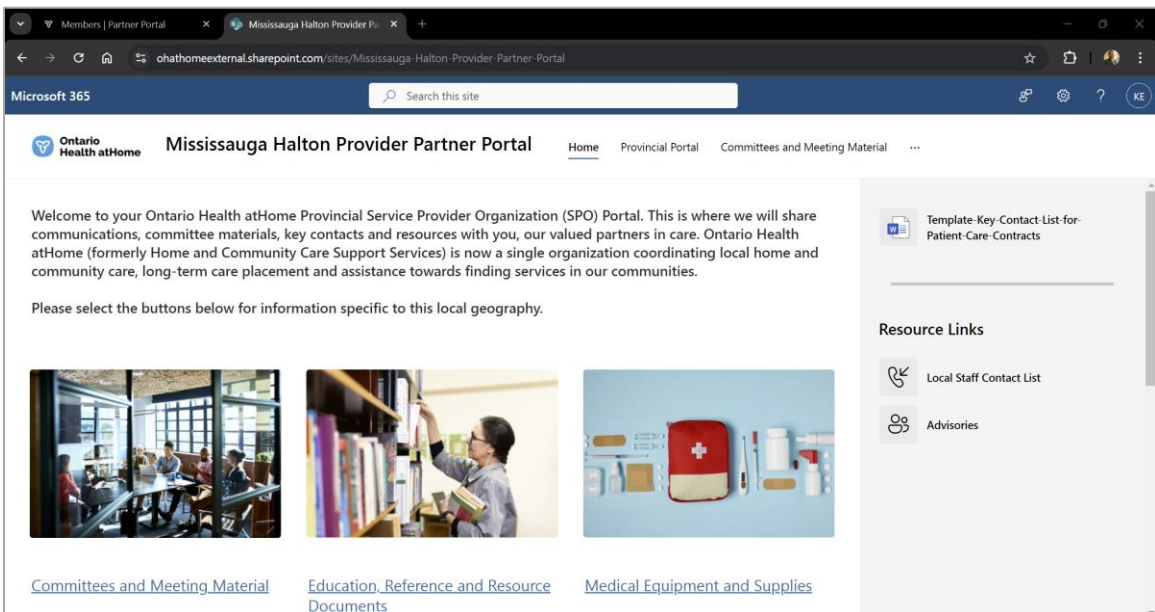 Members | Partner Portal
Mississauga Halton Provider Pa
ohathomeexternal.sharepoint.com/sites/Mississauga-Halton-Provider-Partner-Portal
Microsoft 365
Search this site
KE
Ontario
Health atHome
Mississauga Halton Provider Partner Portal
Home
Provincial Portal
Committees and Meeting Material
...
Welcome to your Ontario Health atHome Provincial Service Provider Organization (SPO) Portal. This is where we will share
communications, committee materials, key contacts and resources with you, our valued partners in care. Ontario Health
atHome (formerly Home and Community Care Support Services) is now a single organization coordinating local home and
community care, long-term care placement and assistance towards finding services in our communities.
Please select the buttons below for information specific to this local geography.
Committees and Meeting Material
Education, Reference and Resource
Documents
Medical Equipment and Supplies
Template-Key-Contact-List-for-
Patient-Care-Contracts
Resource Links
Local Staff Contact List
Advisories